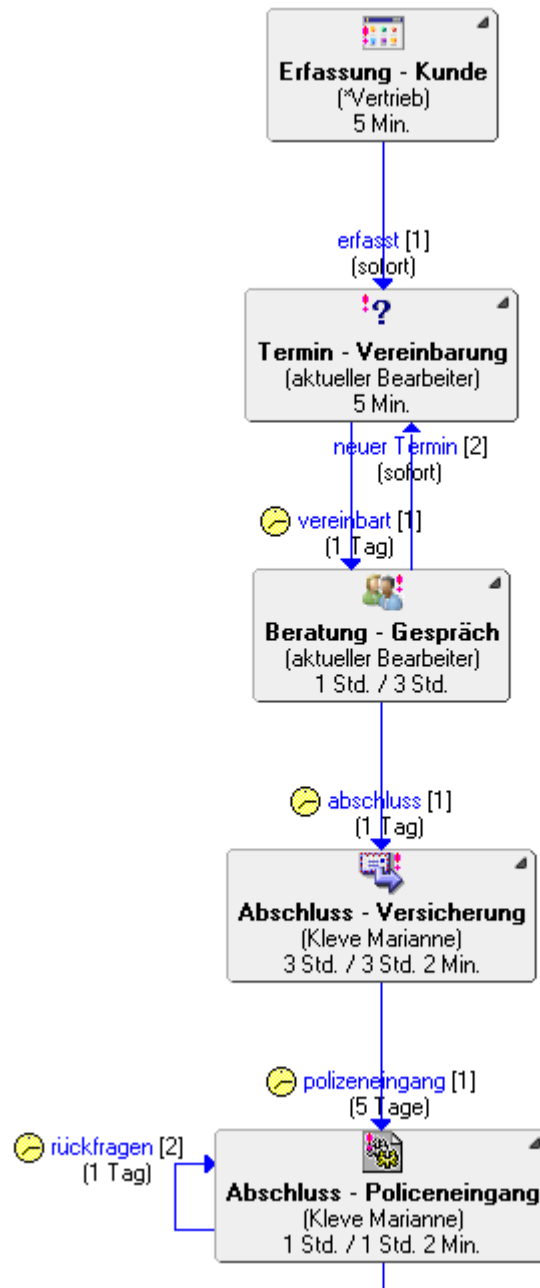 Erfassung - Kunde
(*Vertrieb)
5 Min.
erfasst [1]
(sofort)
?
Termin - Vereinbarung
(aktueller Bearbeiter)
5 Min.
neuer Termin [2]
(sofort)
vereinbart [1]
(1 Tag)
Beratung - Gespräch
(aktueller Bearbeiter)
1 Std. / 3 Std.
abschluss [1]
(1 Tag)
Abschluss - Versicherung
(Kleve Marianne)
3 Std. / 3 Std. 2 Min.
polizeneingang [1]
(5 Tage)
rückfragen [2]
(1 Tag)
Abschluss - Policeneingang
(Kleve Marianne)
1 Std. / 1 Std. 2 Min.